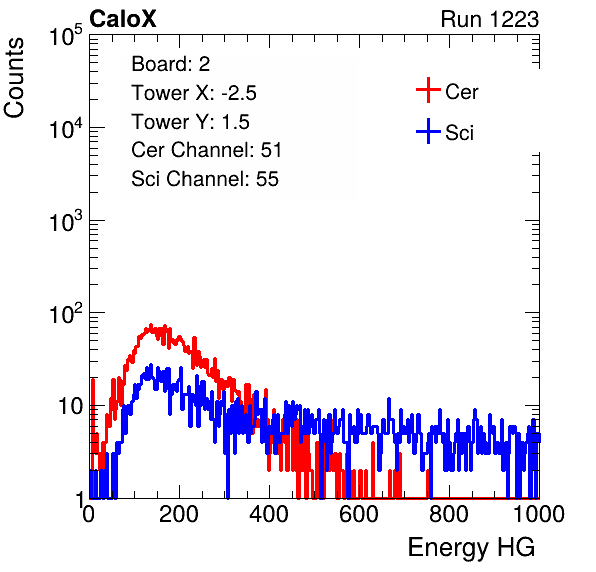 CaloX Run 1223
Counts
10^5
10^4
10^3
10^2
10
1
Board: 2
Tower X: -2.5
Tower Y: 1.5
Cer Channel: 51
Sci Channel: 55
Cer
Sci
0 200 400 600 800 1000
Energy HG